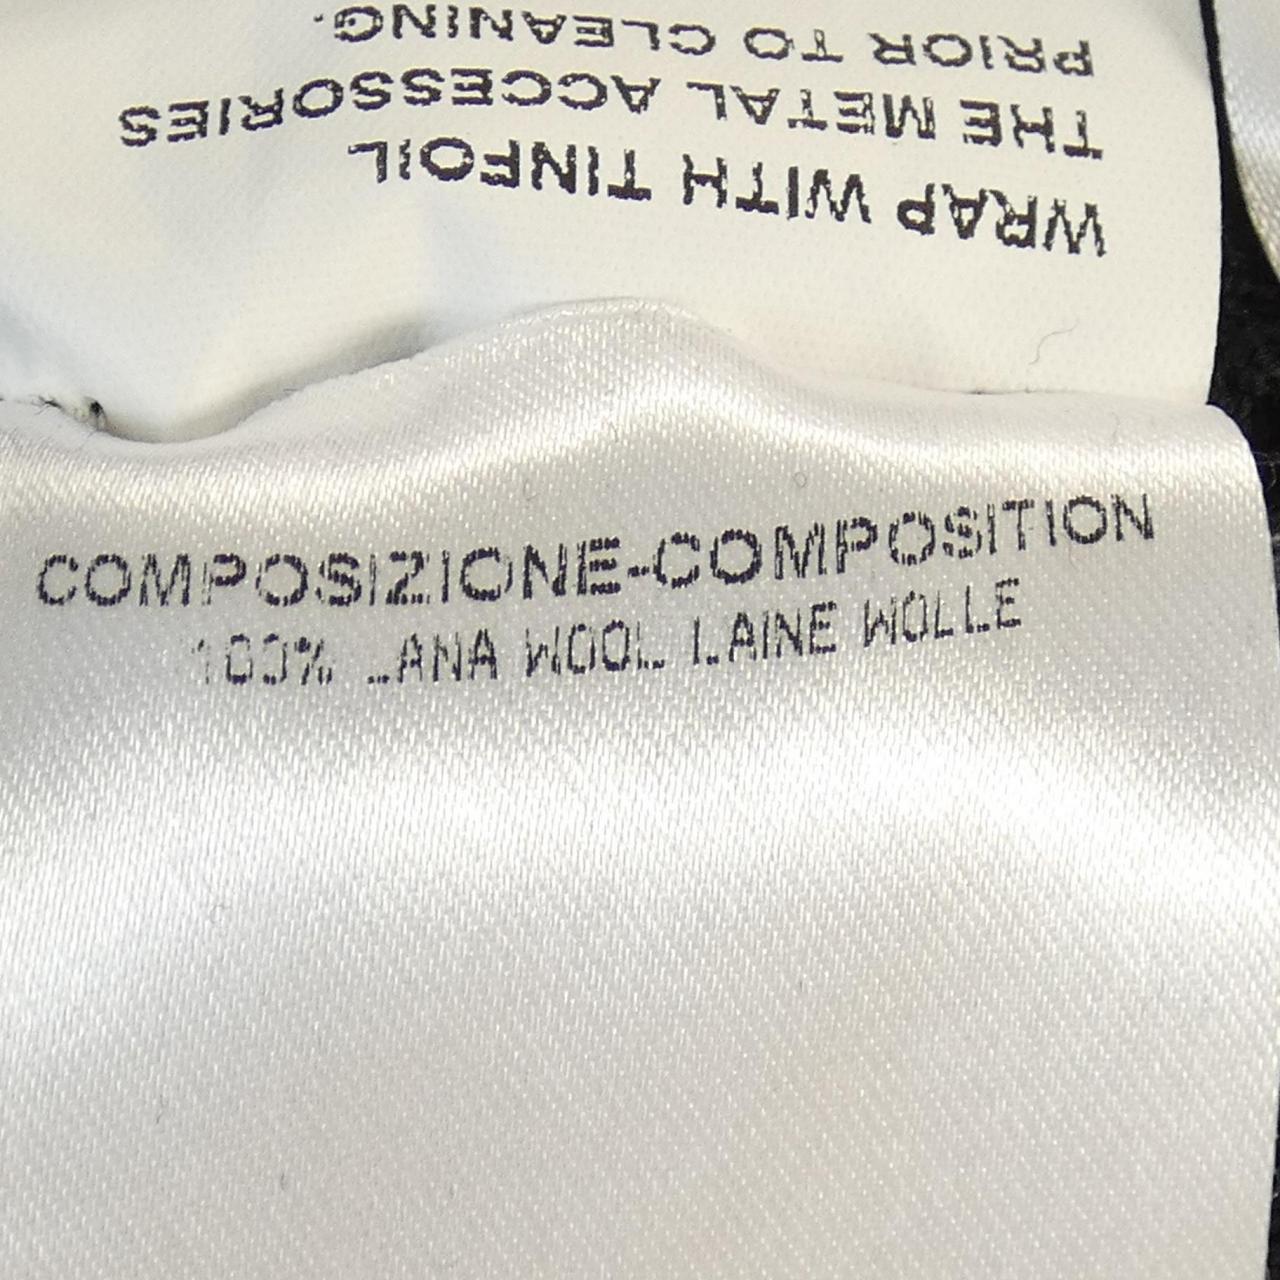 WRAP WITH TINFOIL
THE METAL ACCESSORIES
PRIOR TO CLEANING.
COMPOSIZIONE-COMPOSITION
100% LANA WOOL LAINE WOLLE